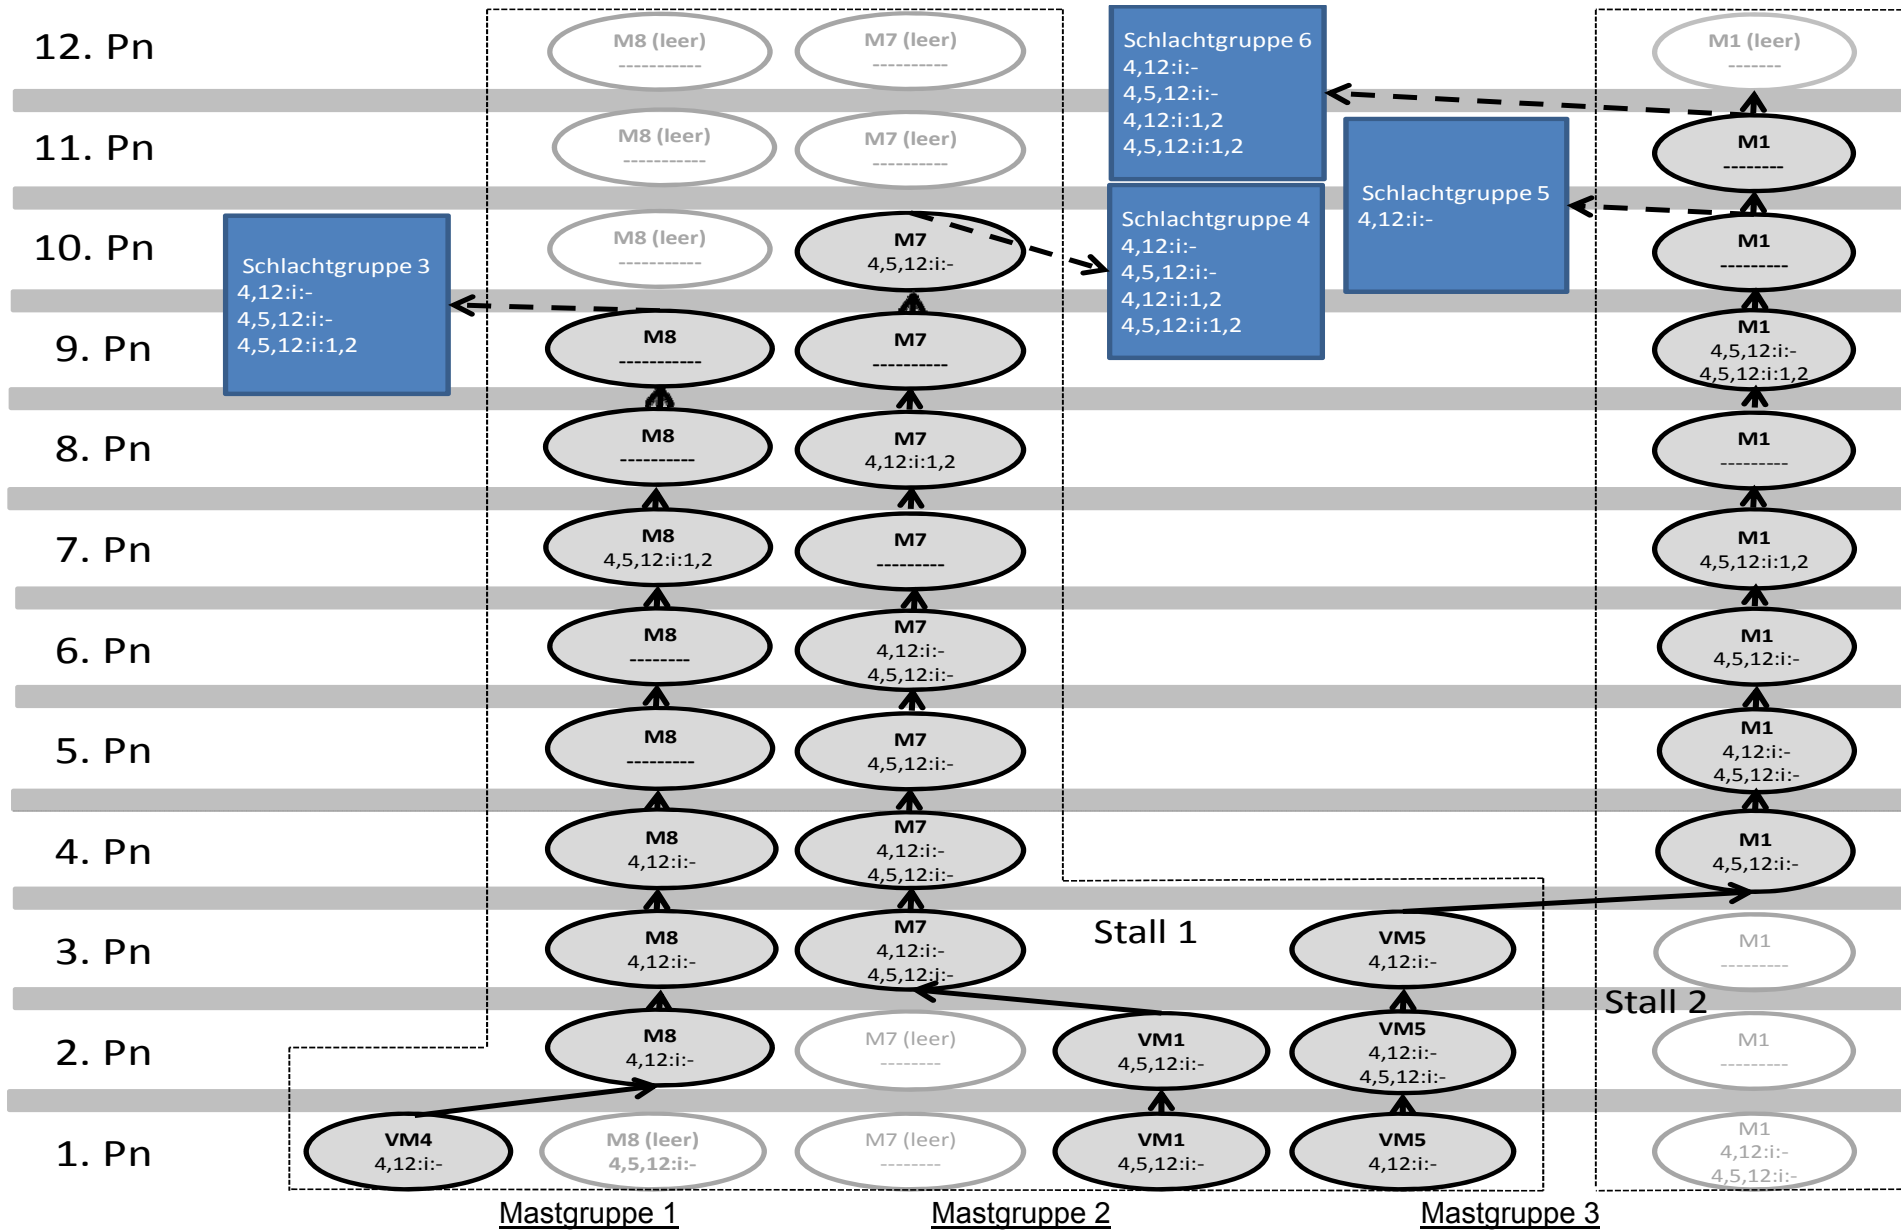 12. Pn
M8 (leer)
-----------
M7 (leer)
----------
Schlachtgruppe 6
4,12:i:-
4,5,12:i:-
4,12:i:1,2
4,5,12:i:1,2
M1 (leer)
-------
11. Pn
M8 (leer)
-----------
M7 (leer)
----------
Schlachtgruppe 5
4,12:i:-
M1
--------
10. Pn
Schlachtgruppe 3
4,12:i:-
4,5,12:i:-
4,5,12:i:1,2
M8 (leer)
-----------
M7
4,5,12:i:-
Schlachtgruppe 4
4,12:i:-
4,5,12:i:-
4,12:i:1,2
4,5,12:i:1,2
M1
---------
9. Pn
M8
-----------
M7
----------
M1
4,5,12:i:-
4,5,12:i:1,2
8. Pn
M8
----------
M7
4,12:i:1,2
M1
---------
7. Pn
M8
4,5,12:i:1,2
M7
---------
M1
4,5,12:i:1,2
6. Pn
M8
--------
M7
4,12:i:-
4,5,12:i:-
M1
4,5,12:i:-
5. Pn
M8
---------
M7
4,5,12:i:-
M1
4,12:i:-
4,5,12:i:-
4. Pn
M8
4,12:i:-
M7
4,12:i:-
4,5,12:i:-
M1
4,5,12:i:-
3. Pn
M8
4,12:i:-
M7
4,12:i:-
4,5,12:i:-
Stall 1
VM5
4,12:i:-
M1
---------
Stall 2
2. Pn
M8
4,12:i:-
M7 (leer)
--------
VM1
4,5,12:i:-
VM5
4,12:i:-
4,5,12:i:-
M1
---------
1. Pn
VM4
4,12:i:-
M8 (leer)
4,5,12:i:-
M7 (leer)
--------
VM1
4,5,12:i:-
VM5
4,12:i:-
M1
4,12:i:-
4,5,12:i:-
Mastgruppe 1
Mastgruppe 2
Mastgruppe 3